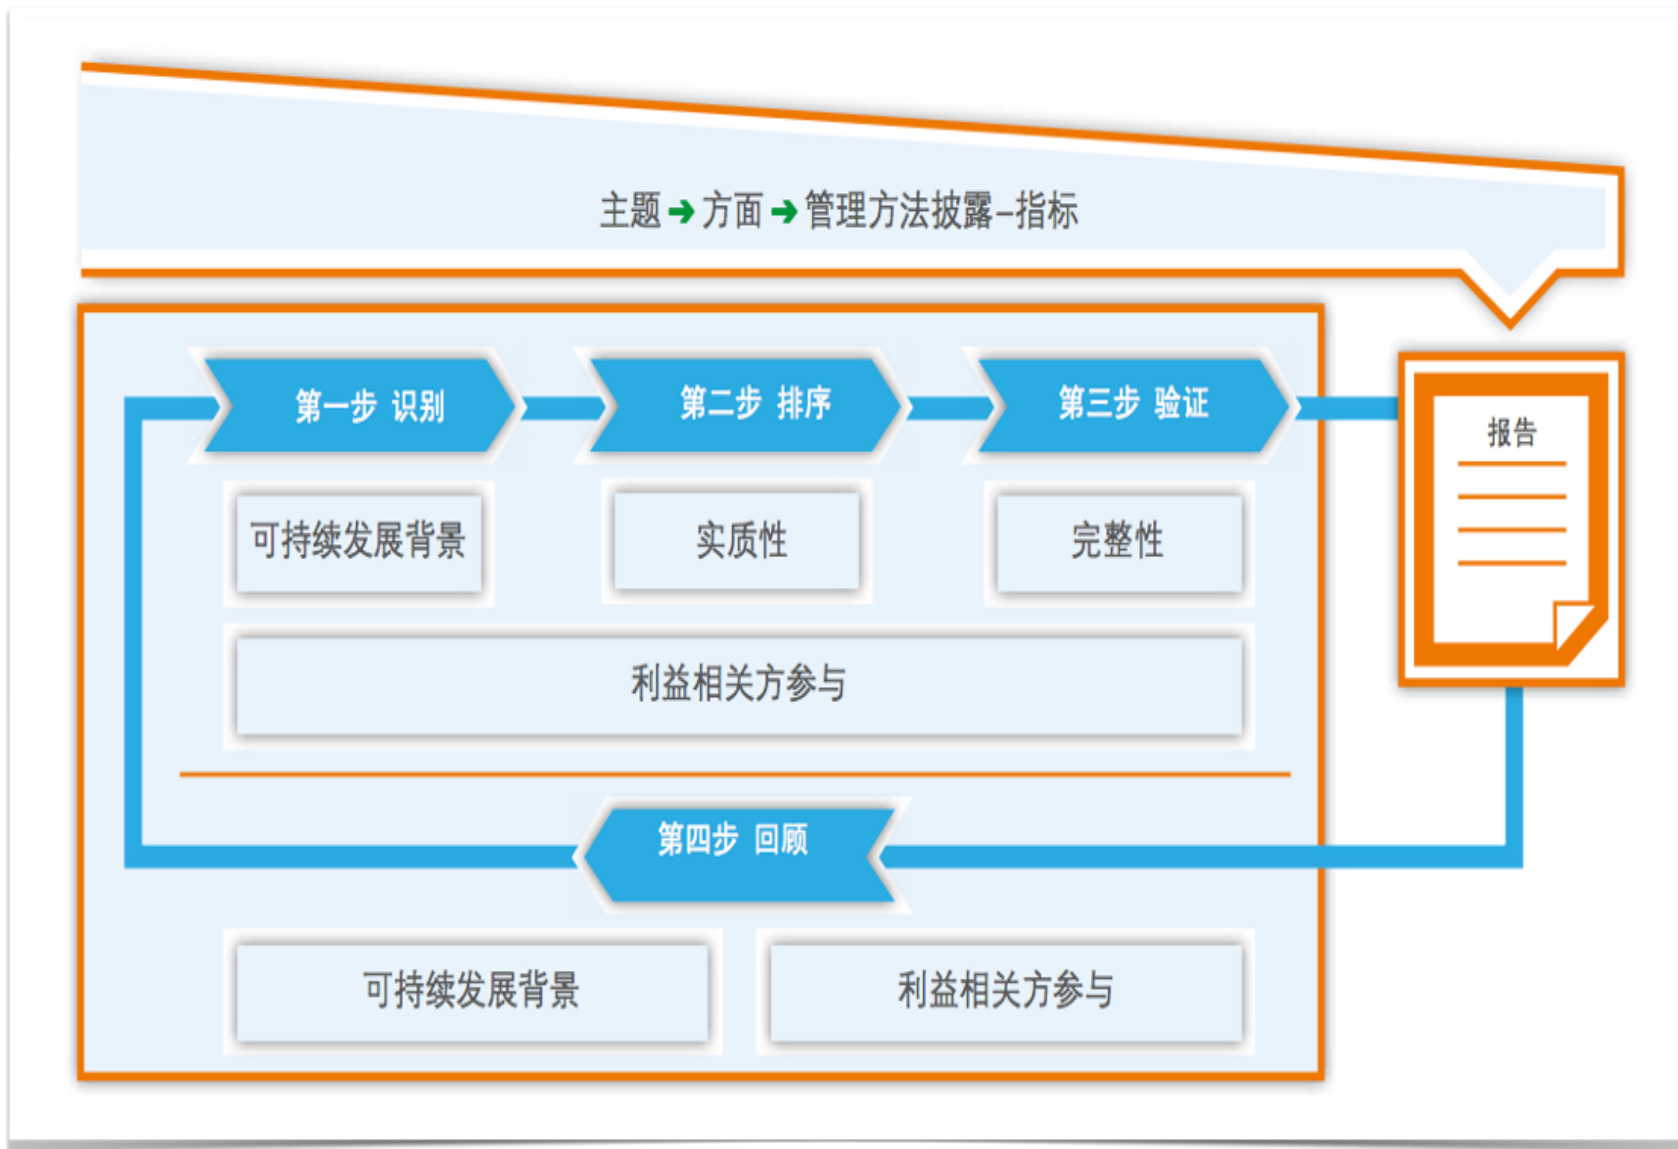 主题➔方面➔管理方法披露–指标
第一步 识别
第二步 排序
第三步 验证
报告
可持续发展背景
实质性
完整性
利益相关方参与
第四步 回顾
可持续发展背景
利益相关方参与